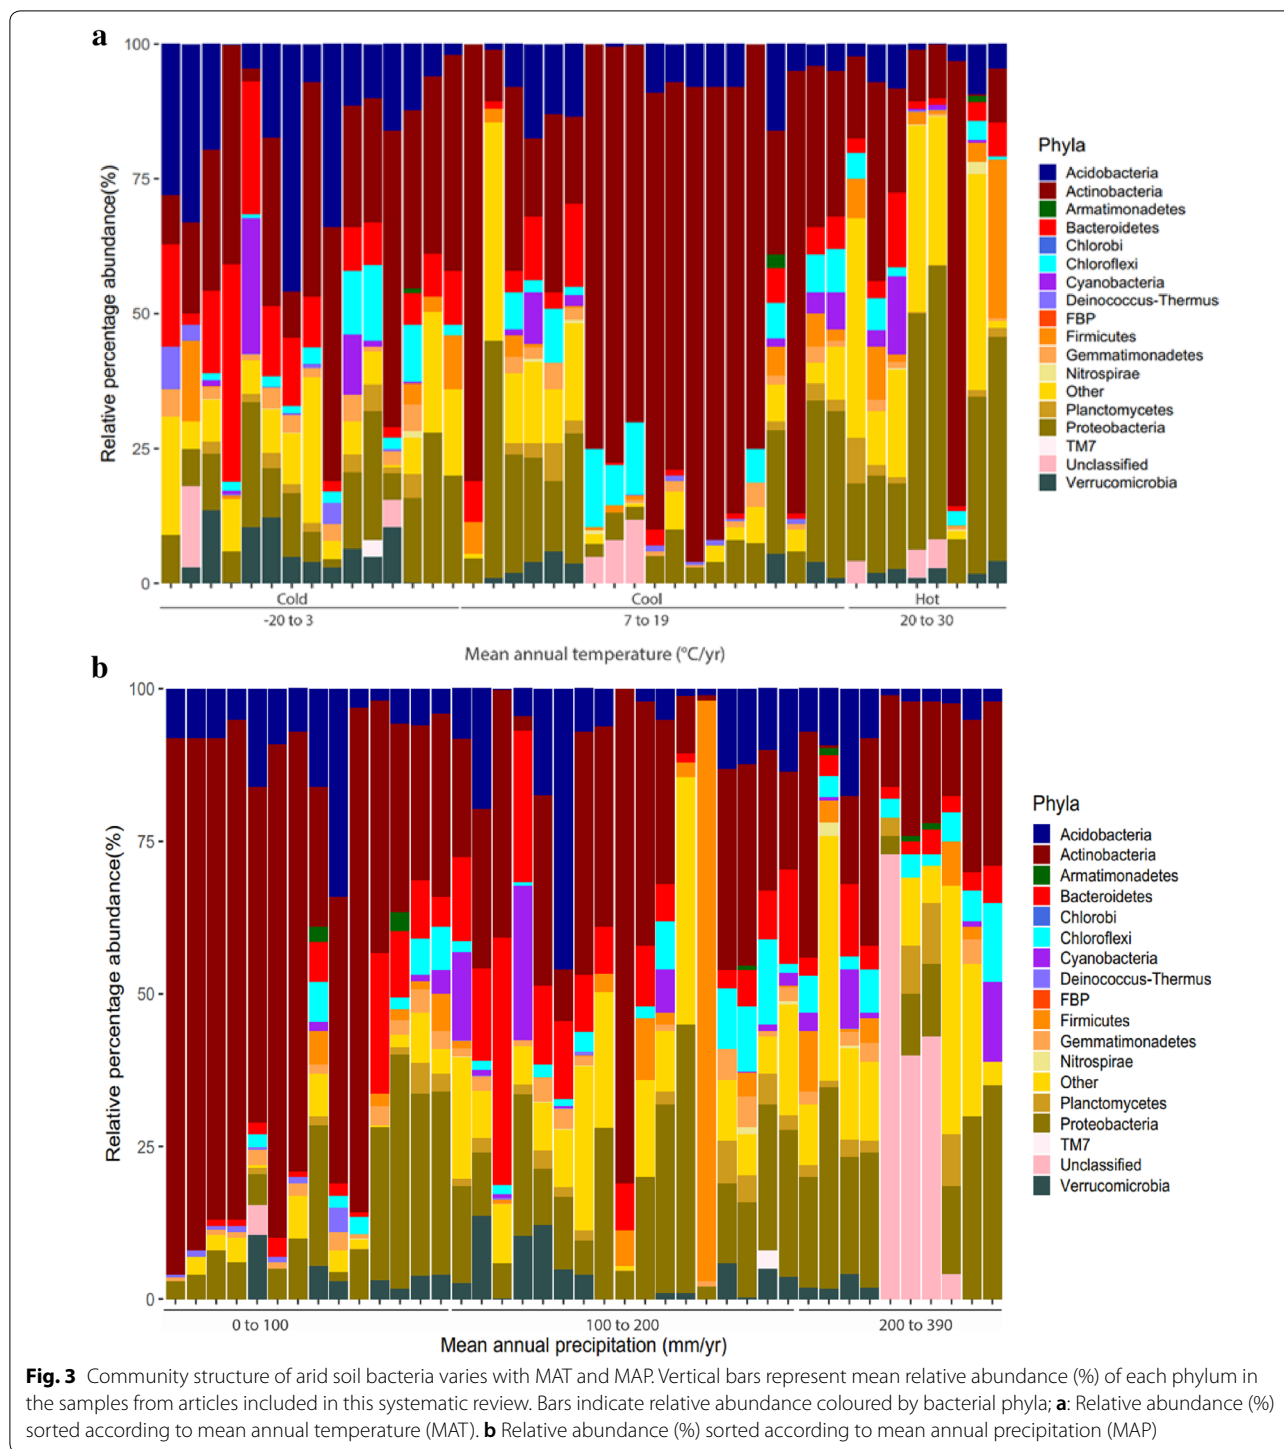 a
100
75
50
25
0
Relative percentage abundance(%)
Phyla
Acidobacteria
Actinobacteria
Armatimonadetes
Bacteroidetes
Chlorobi
Chloroflexi
Cyanobacteria
Deinococcus-Thermus
FBP
Firmicutes
Gemmatimonadetes
Nitrospirae
Other
Planctomycetes
Proteobacteria
TM7
Unclassified
Verrucomicrobia
Cold Cool Hot
-20 to 3 7 to 19 20 to 30
Mean annual temperature (°C/yr)
b
100
75
50
25
0
Relative percentage abundance(%)
Phyla
Acidobacteria
Actinobacteria
Armatimonadetes
Bacteroidetes
Chlorobi
Chloroflexi
Cyanobacteria
Deinococcus-Thermus
FBP
Firmicutes
Gemmatimonadetes
Nitrospirae
Other
Planctomycetes
Proteobacteria
TM7
Unclassified
Verrucomicrobia
0 to 100 100 to 200 200 to 390
Mean annual precipitation (mm/yr)
Fig. 3 Community structure of arid soil bacteria varies with MAT and MAP. Vertical bars represent mean relative abundance (%) of each phylum in
the samples from articles included in this systematic review. Bars indicate relative abundance coloured by bacterial phyla; a: Relative abundance (%)
sorted according to mean annual temperature (MAT). b Relative abundance (%) sorted according to mean annual precipitation (MAP)